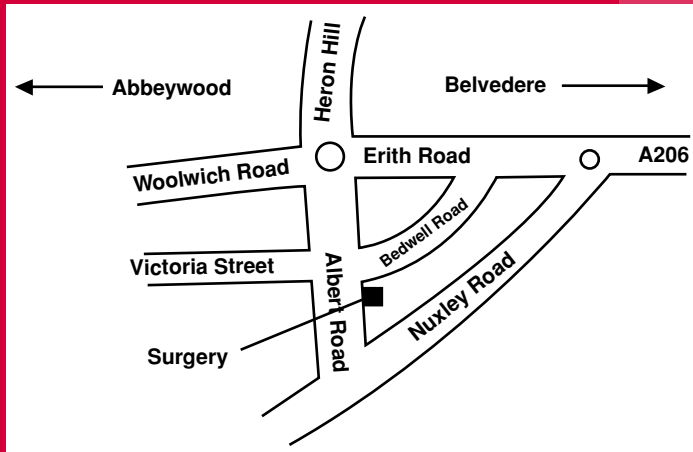 Heron Hill
Abbeywood
Belvedere
Erith Road
A206
Woolwich Road
Bedwell Road
Victoria Street
Albert Road
Nuxley Road
Surgery